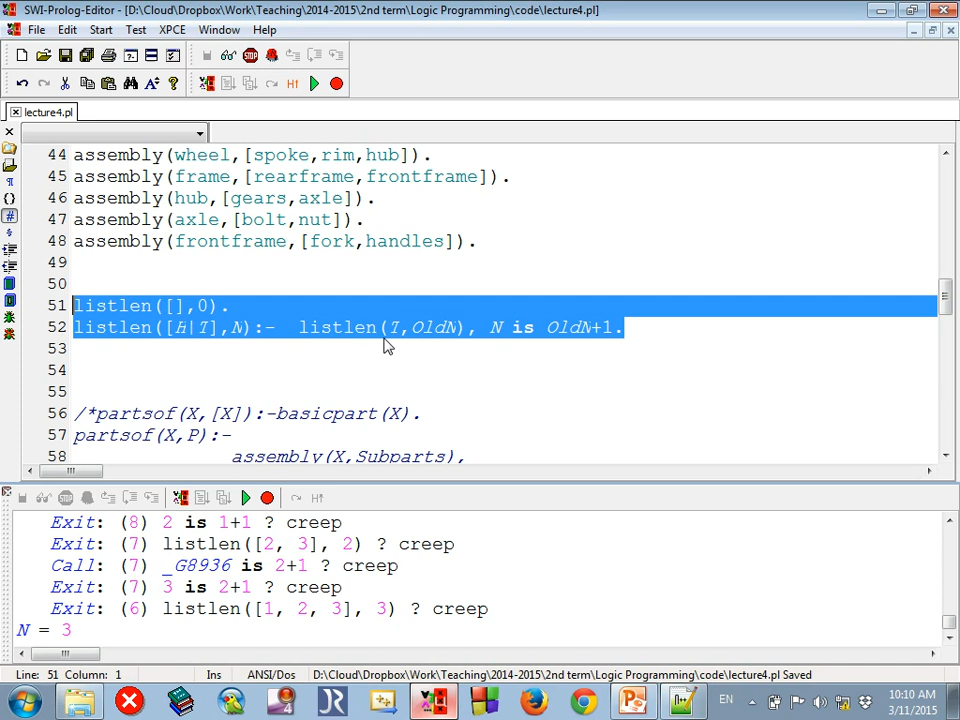 SWI-Prolog-Editor - [D:\Cloud\Dropbox\Work\Teaching\2014-2015\2nd term\Logic Programming\code\lecture4.pl]
File Edit Start Test XPCE Window Help
lecture4.pl
44 assembly(wheel,[spoke,rim,hub]).
45 assembly(frame,[rearframe,frontframe]).
46 assembly(hub,[gears,axle]).
47 assembly(axle,[bolt,nut]).
48 assembly(frontframe,[fork,handles]).
49
50
51 listlen([],0).
52 listlen([H|T],N):- listlen(T,OldN), N is OldN+1.
53
54
55
56 /*partsof(X,[X]):-basicpart(X).
57 partsof(X,P):-
58 assembly(X,Subparts),
Exit: (8) 2 is 1+1 ? creep
Exit: (7) listlen([2, 3], 2) ? creep
Call: (7) _G8936 is 2+1 ? creep
Exit: (7) 3 is 2+1 ? creep
Exit: (6) listlen([1, 2, 3], 3) ? creep
N = 3
Line: 51 Column: 1 Ins ANSI/Dos D:\Cloud\Dropbox\Work\Teaching\2014-2015\2nd term\Logic Programming\code\lecture4.pl Saved
EN
10:10 AM
3/11/2015